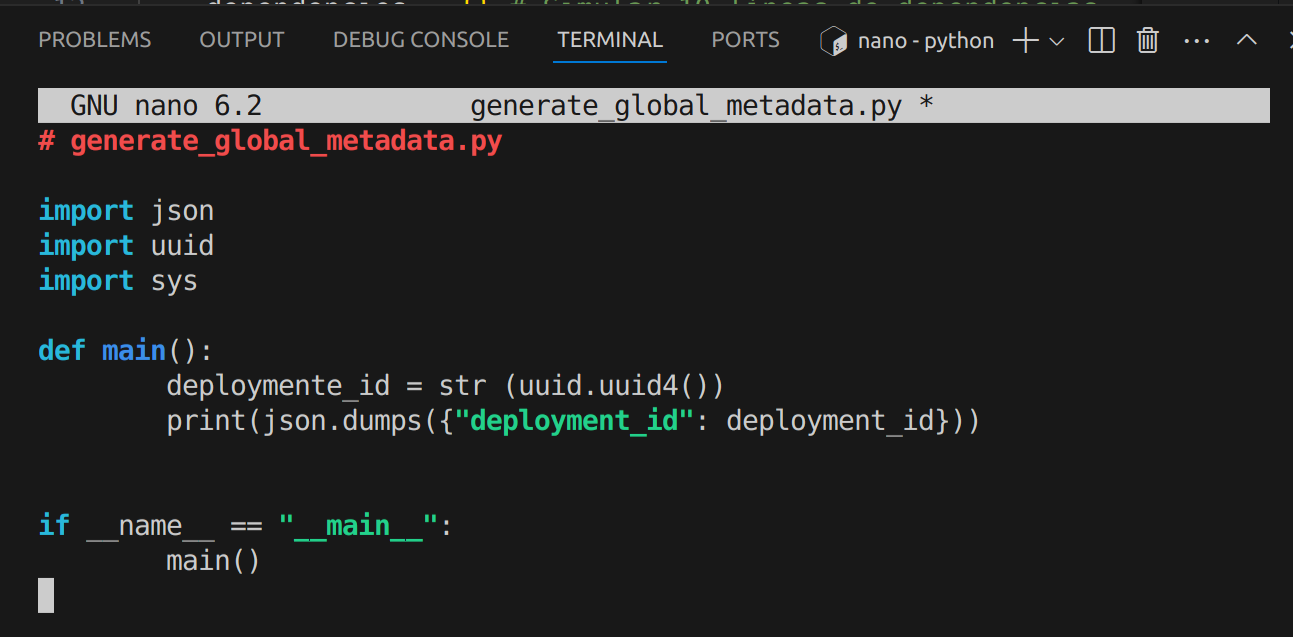 PROBLEMS OUTPUT DEBUG CONSOLE TERMINAL PORTS nano - python
GNU nano 6.2 generate_global_metadata.py *
# generate_global_metadata.py
import json
import uuid
import sys
def main():
deploymente_id = str (uuid.uuid4())
print(json.dumps({"deployment_id": deployment_id}))
if __name__ == "__main__":
main()